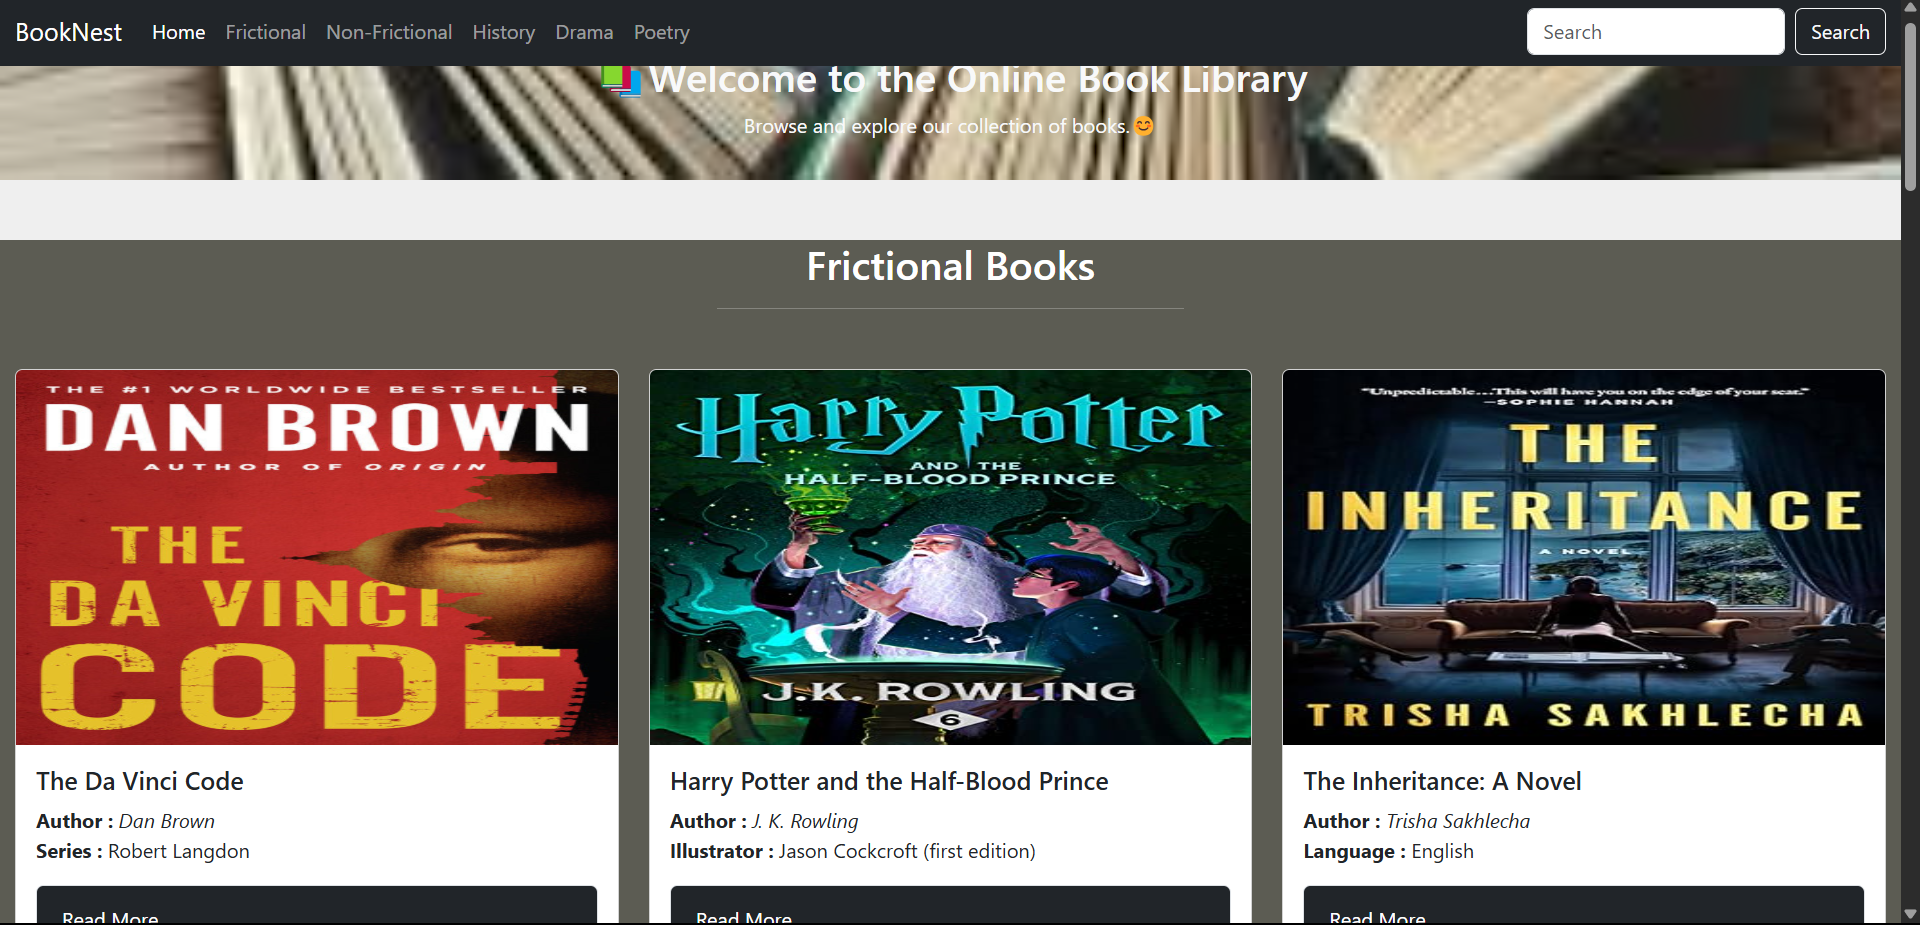 BookNest Home Frictional Non-Frictional History Drama Poetry Search Search
Welcome to the Online Book Library
Browse and explore our collection of books.😊
Frictional Books
THE #1 WORLDWIDE BESTSELLER
DAN BROWN
AUTHOR OF ORIGIN
THE
DA VINCI
CODE
The Da Vinci Code
Author : Dan Brown
Series : Robert Langdon
Read More
Harry Potter
AND THE
HALF-BLOOD PRINCE
J.K. ROWLING
6
Harry Potter and the Half-Blood Prince
Author : J. K. Rowling
Illustrator : Jason Cockcroft (first edition)
Read More
"Unpredictable...This will have you on the edge of your seat."
—SOPHIE HANNAH
THE
INHERITANCE
A NOVEL
TRISHA SAKHLECHA
The Inheritance: A Novel
Author : Trisha Sakhlecha
Language : English
Read More